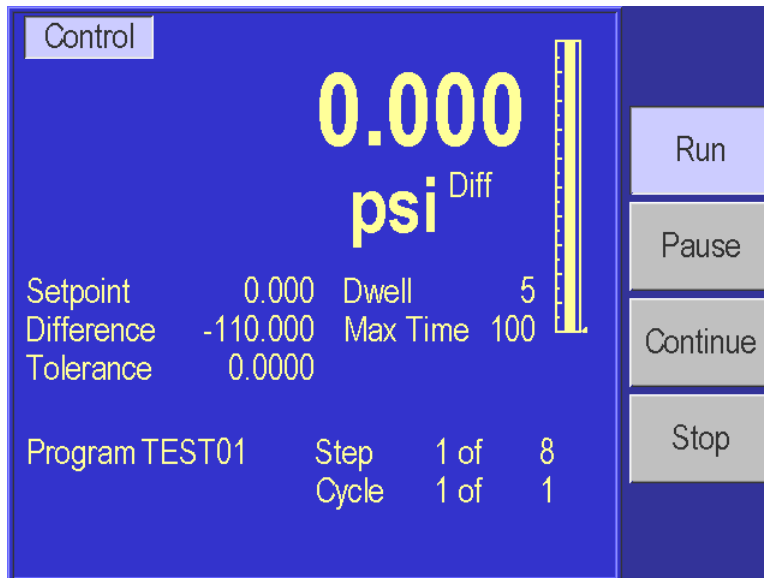 Control
0.000
psi Diff
Setpoint 0.000 Dwell 5
Difference -110.000 Max Time 100
Tolerance 0.0000
Program TEST01 Step 1 of 8
Cycle 1 of 1
Run
Pause
Continue
Stop